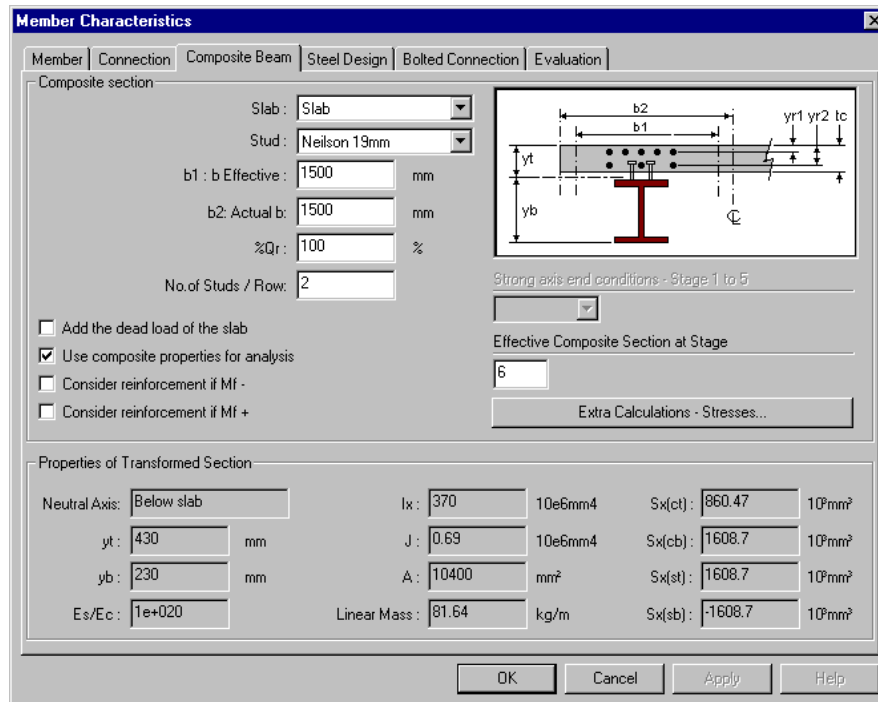 Member Characteristics
Member Connection Composite Beam Steel Design Bolted Connection Evaluation
Composite section
Slab : Slab
Stud : Neilson 19mm
b1 : b Effective : 1500 mm
b2: Actual b: 1500 mm
%Qr : 100 %
No.of Studs / Row: 2
Add the dead load of the slab
Use composite properties for analysis
Consider reinforcement if Mf -
Consider reinforcement if Mf +
b2
b1
yr1 yr2 tc
yt
yb
CL
Strong axis end conditions - Stage 1 to 5
Effective Composite Section at Stage
6
Extra Calculations - Stresses...
Properties of Transformed Section
Neutral Axis: Below slab
yt : 430 mm
yb : 230 mm
Es/Ec : 1e+020
Ix : 370 10e6mm4
J : 0.69 10e6mm4
A : 10400 mm²
Linear Mass : 81.64 kg/m
Sx(ct) : 860.47 10³mm³
Sx(cb) : 1608.7 10³mm³
Sx(st) : 1608.7 10³mm³
Sx(sb) : -1608.7 10³mm³
OK Cancel Apply Help